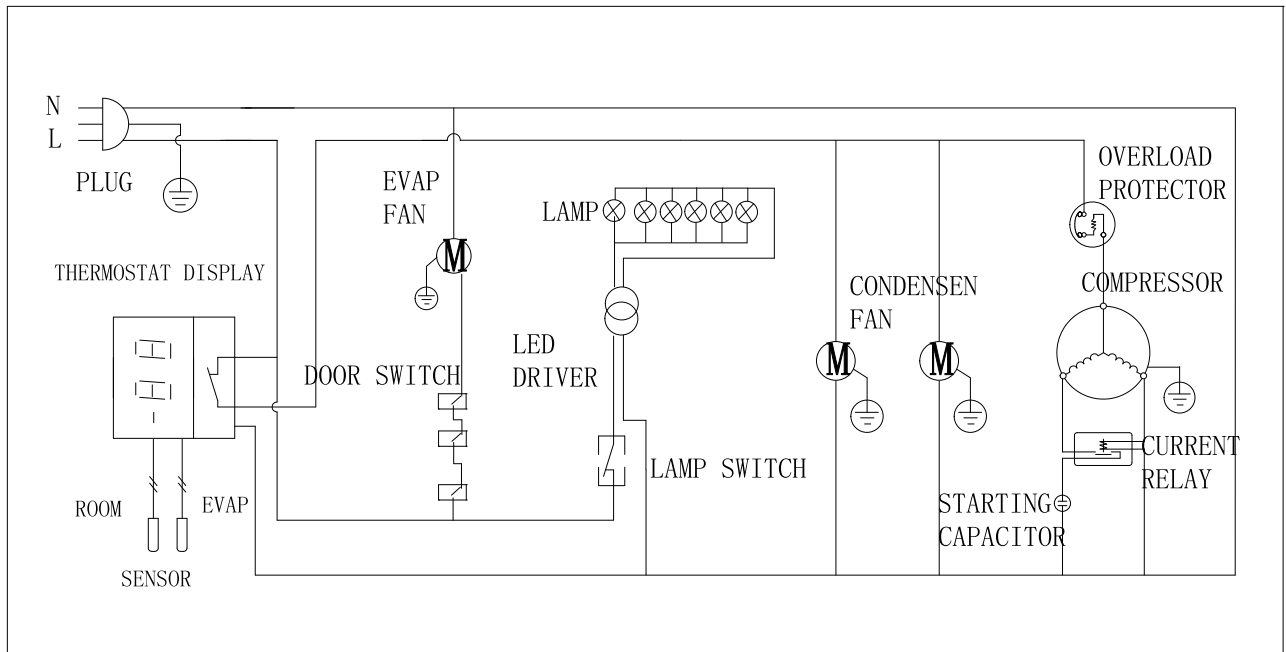 N
L
PLUG
EVAP
FAN
LAMP
OVERLOAD
PROTECTOR
THERMOSTAT DISPLAY
M
CONDENSEN
FAN
COMPRESSOR
LED
DRIVER
M
M
DOOR SWITCH
LAMP SWITCH
CURRENT
RELAY
ROOM
EVAP
STARTING
CAPACITOR
SENSOR